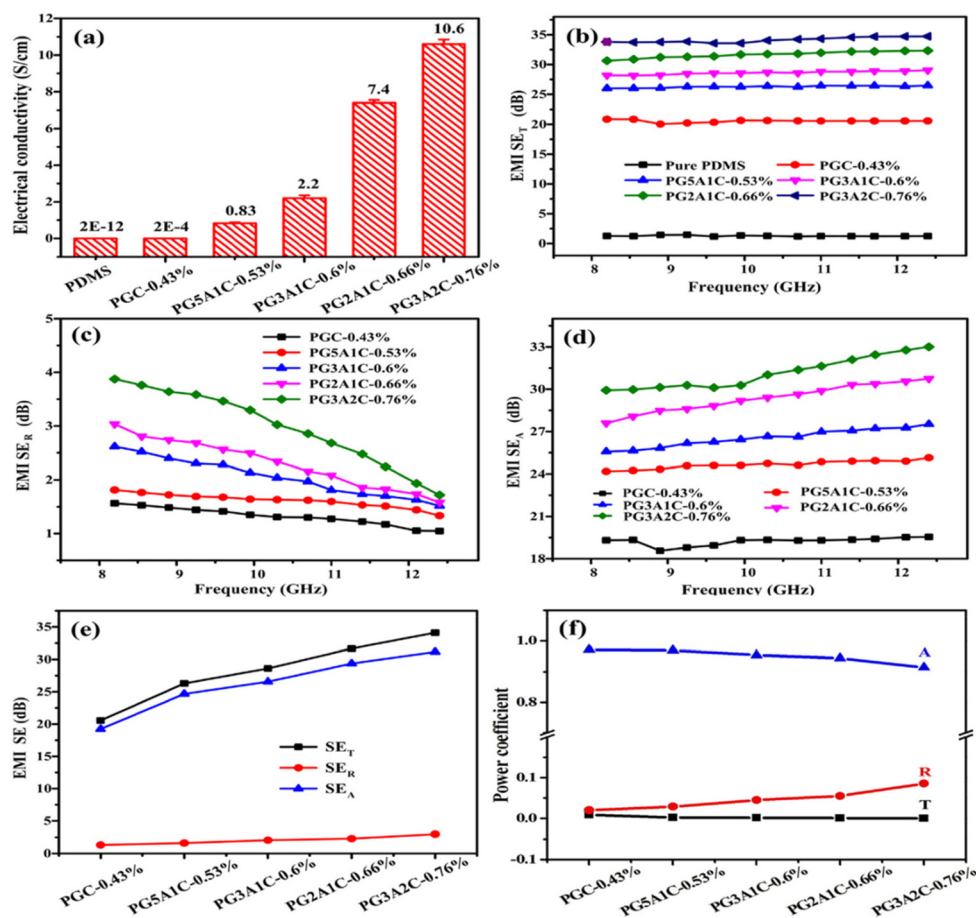 (a)
Electrical conductivity (S/cm)
12
10
8
6
4
2
0
2E-12
2E-4
0.83
2.2
7.4
10.6
PDMS
PGC-0.43%
PG5A1C-0.53%
PG3A1C-0.6%
PG2A1C-0.66%
PG3A2C-0.76%
(b)
EMI SET (dB)
35
30
25
20
15
10
5
0
Pure PDMS
PGC-0.43%
PG5A1C-0.53%
PG3A1C-0.6%
PG2A1C-0.66%
PG3A2C-0.76%
8 9 10 11 12
Frequency (GHz)
(c)
EMI SER (dB)
5
4
3
2
1
PGC-0.43%
PG5A1C-0.53%
PG3A1C-0.6%
PG2A1C-0.66%
PG3A2C-0.76%
8 9 10 11 12
Frequency (GHz)
(d)
EMI SEA (dB)
33
30
27
24
21
18
PGC-0.43%
PG5A1C-0.53%
PG3A1C-0.6%
PG2A1C-0.66%
PG3A2C-0.76%
8 9 10 11 12
Frequency (GHz)
(e)
EMI SE (dB)
35
30
25
20
15
10
5
0
SET
SER
SEA
PGC-0.43%
PG5A1C-0.53%
PG3A1C-0.6%
PG2A1C-0.66%
PG3A2C-0.76%
(f)
Power coefficient
1.0
0.8
0.1
0.0
-0.1
A
R
T
PGC-0.43%
PG5A1C-0.53%
PG3A1C-0.6%
PG2A1C-0.66%
PG3A2C-0.76%